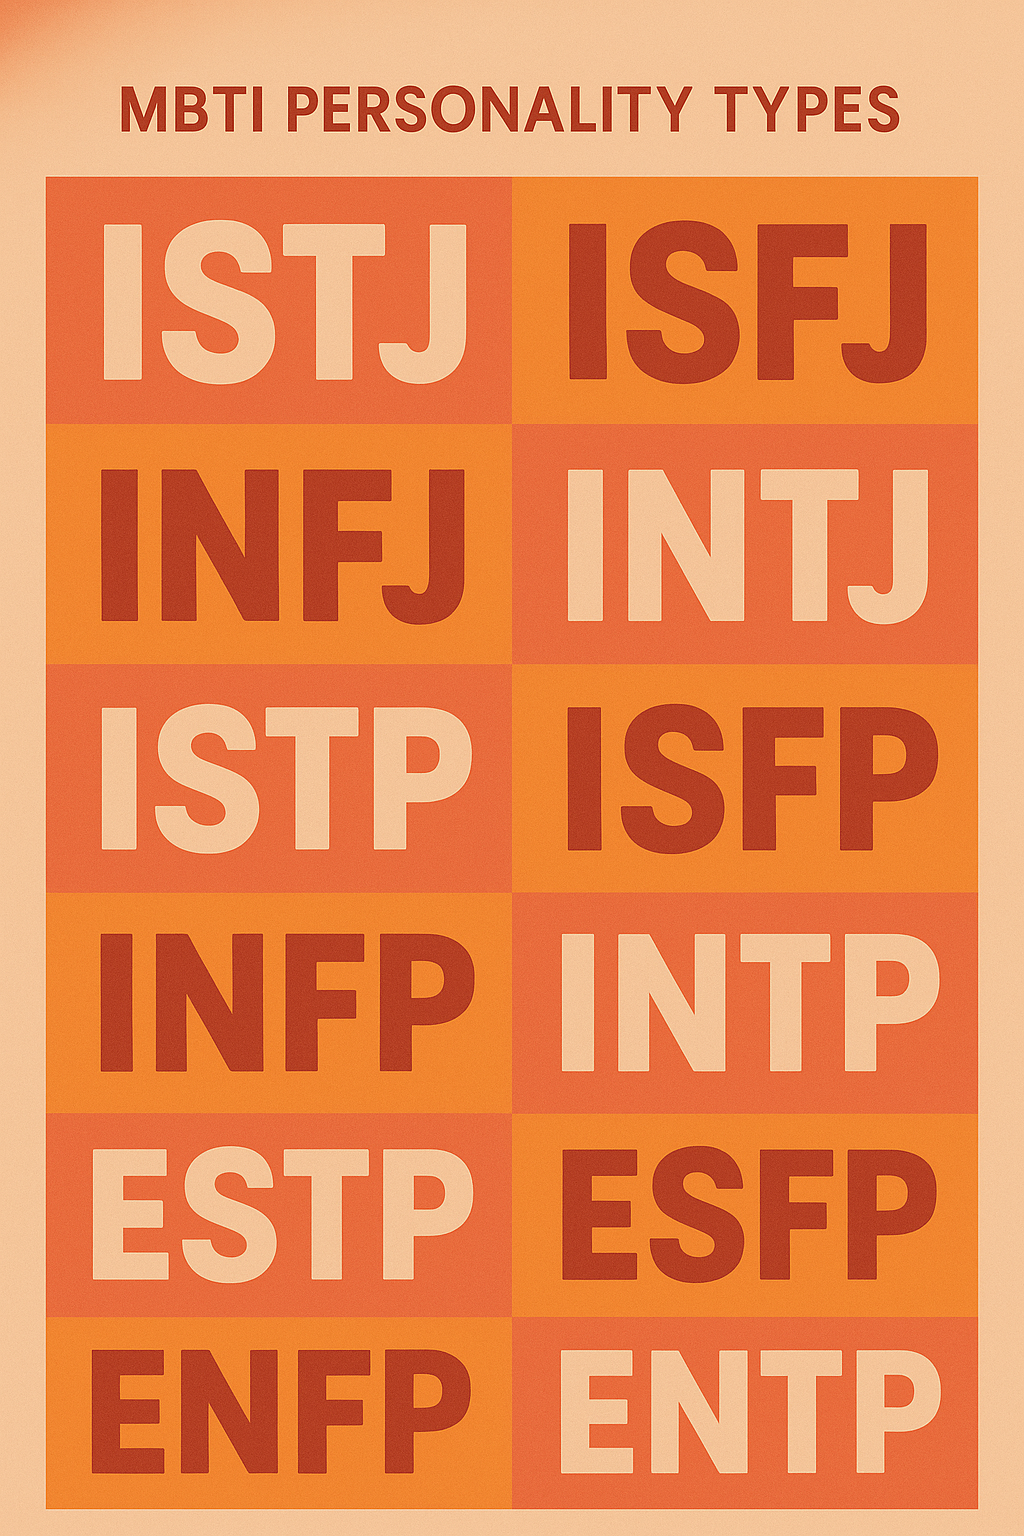 MBTI PERSONALITY TYPES
ISTJ ISFJ
INFJ INTJ
ISTP ISFP
INFP INTP
ESTP ESFP
ENFP ENTP